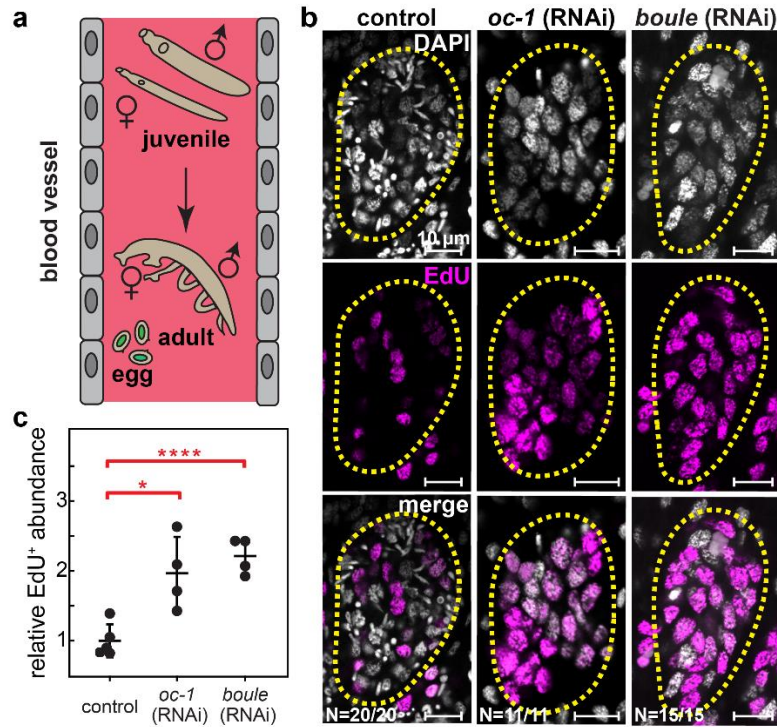 a
blood vessel
♂
♀
juvenile
♀
♂
adult
egg
b
control
oc-1 (RNAi)
boule (RNAi)
DAPI
10 µm
EdU
merge
N=20/20
N=11/11
N=15/15
c
relative EdU⁺ abundance
****
*
3
2
1
control
oc-1
(RNAi)
boule
(RNAi)